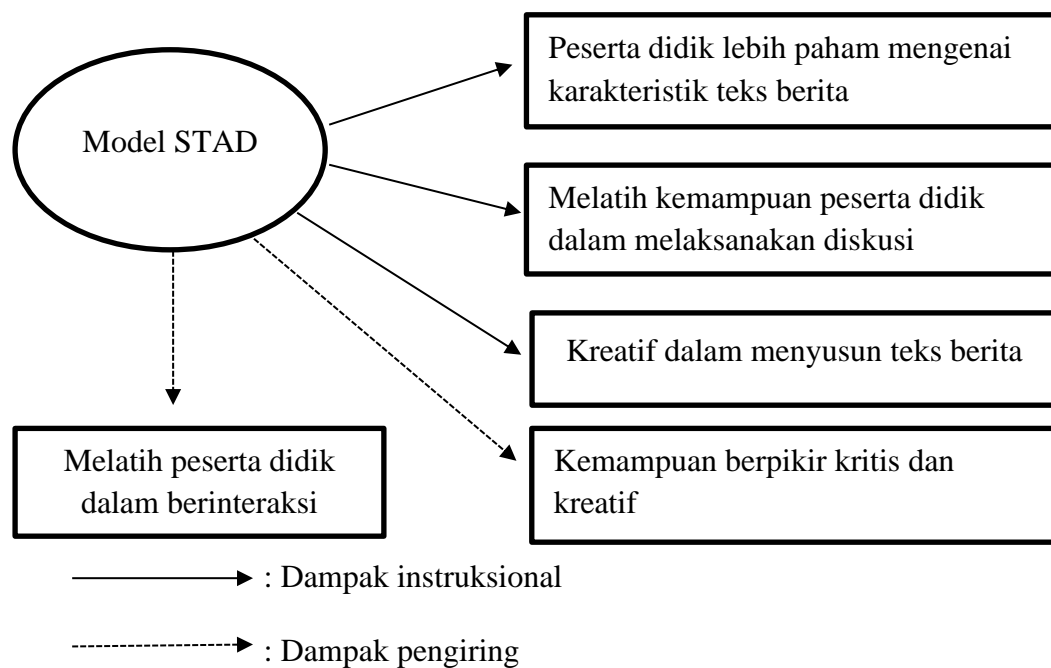 Peserta didik lebih paham mengenai
karakteristik teks berita
Model STAD
Melatih kemampuan peserta didik
dalam melaksanakan diskusi
Kreatif dalam menyusun teks berita
Melatih peserta didik
dalam berinteraksi
Kemampuan berpikir kritis dan
kreatif
: Dampak instruksional
: Dampak pengiring